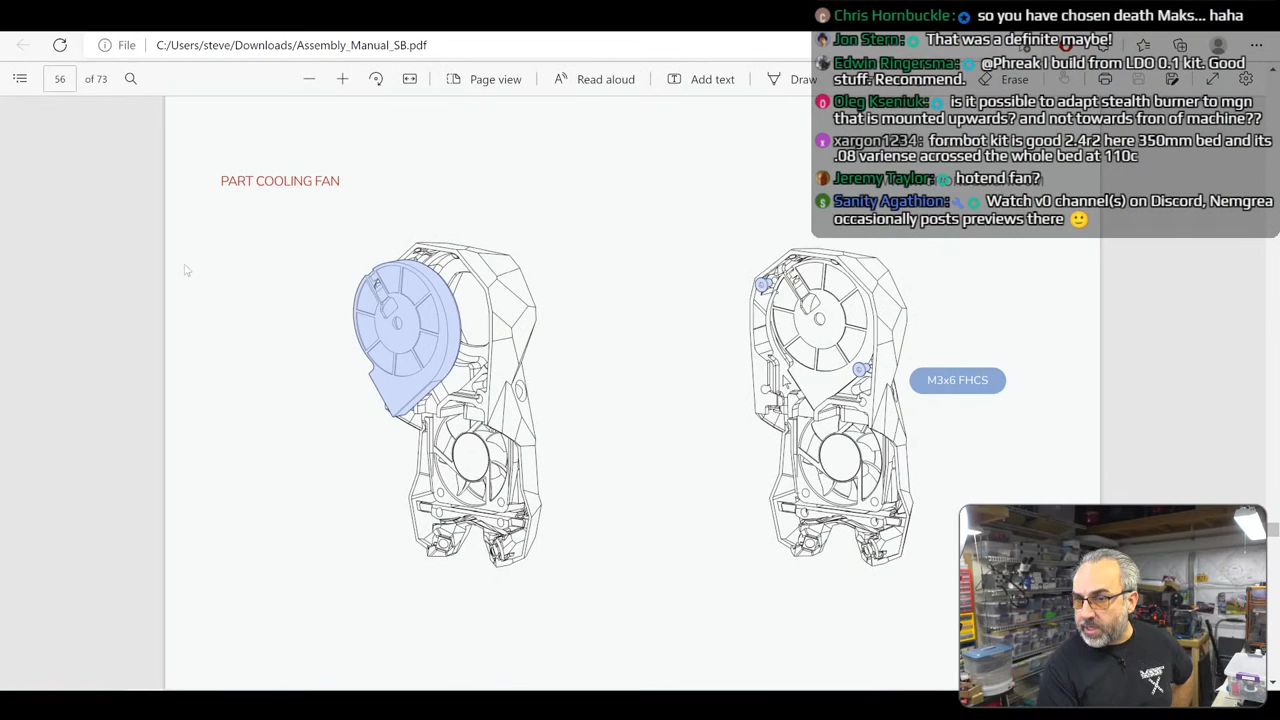 Chris Hornbuckle: so you have chosen death Maks... haha
Jon Stern: That was a definite maybe!
Edwin Ringersma: @Phreak I build from LDO 0.1 kit. Good
stuff. Recommend.
Oleg Kseniuk: is it possible to adapt stealth burner to mgn
that is mounted upwards? and not towards fron of machine??
xargon1234: formbot kit is good 2.4r2 here 350mm bed and its
.08 variense acrossed the whole bed at 110c
Jeremy Taylor: hotend fan?
Sanity Agathion: Watch v0 channel(s) on Discord, Nemgrea
occasionally posts previews there
File C:/Users/steve/Downloads/Assembly_Manual_SB.pdf
56 of 73 Page view Read aloud Add text Draw Erase
PART COOLING FAN
M3x6 FHCS